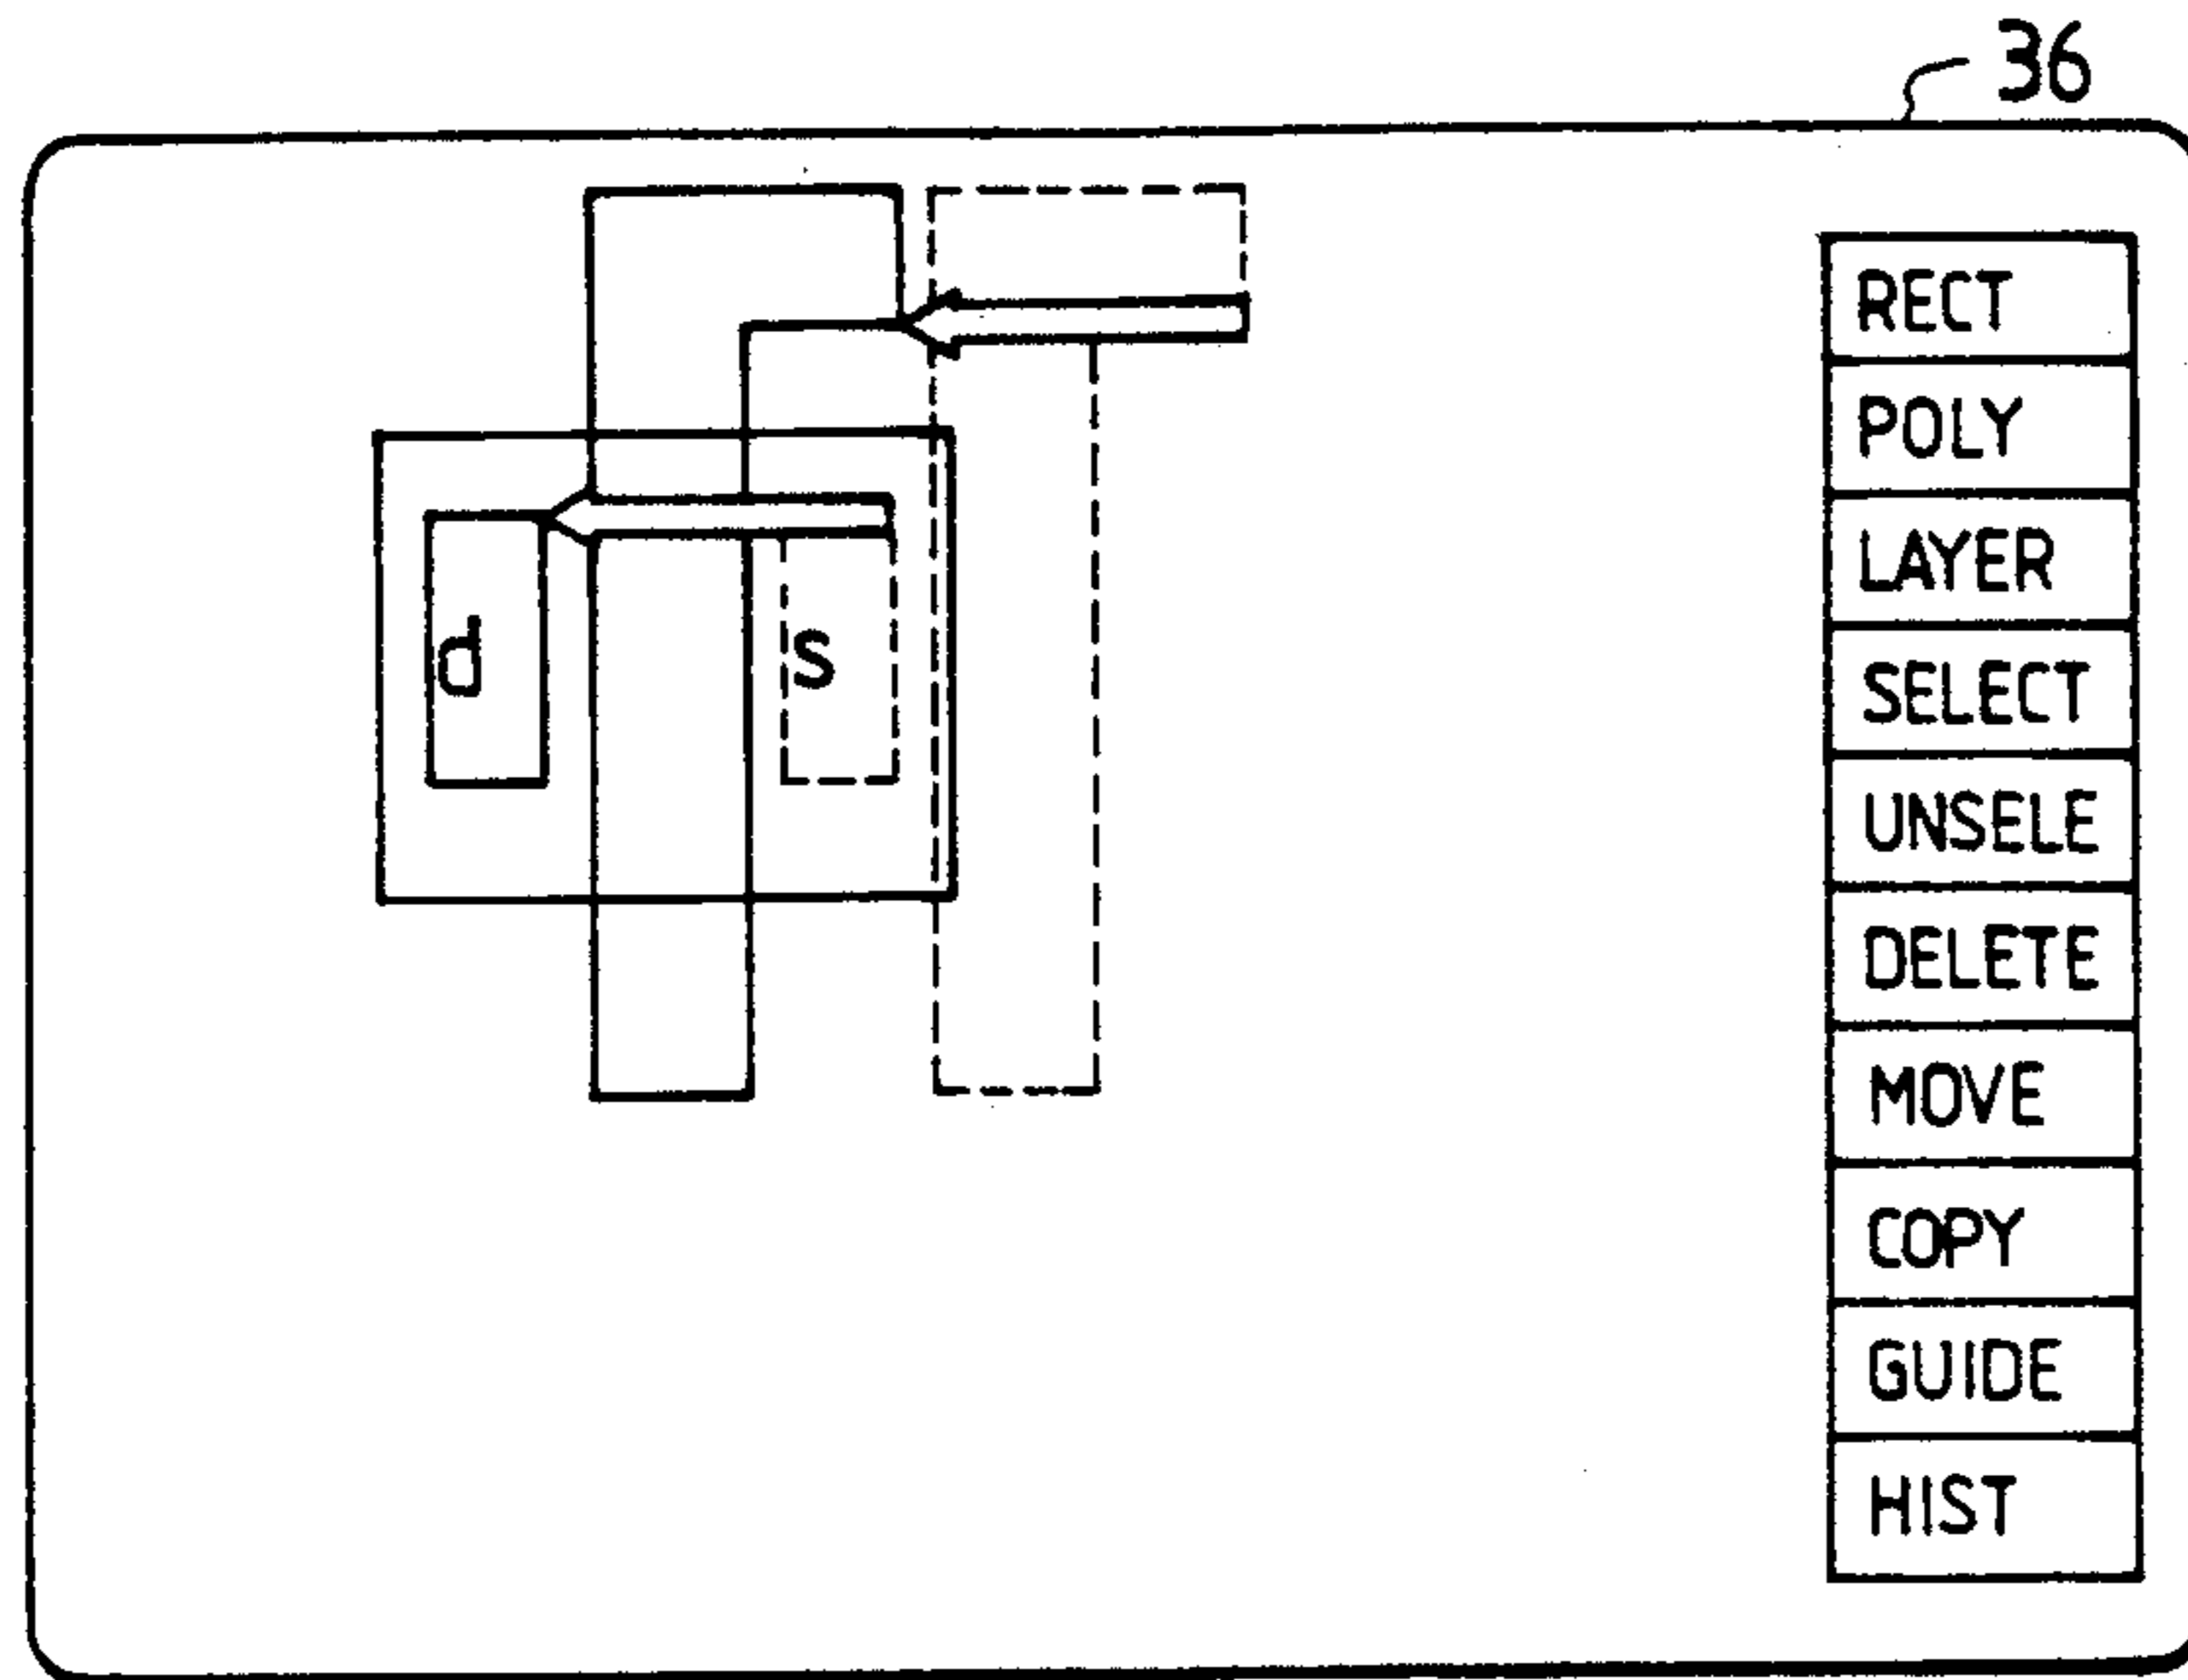 36
RECT
POLY
LAYER
d
S
SELECT
UNSELE
DELETE
MOVE
COPY
GUIDE
HIST